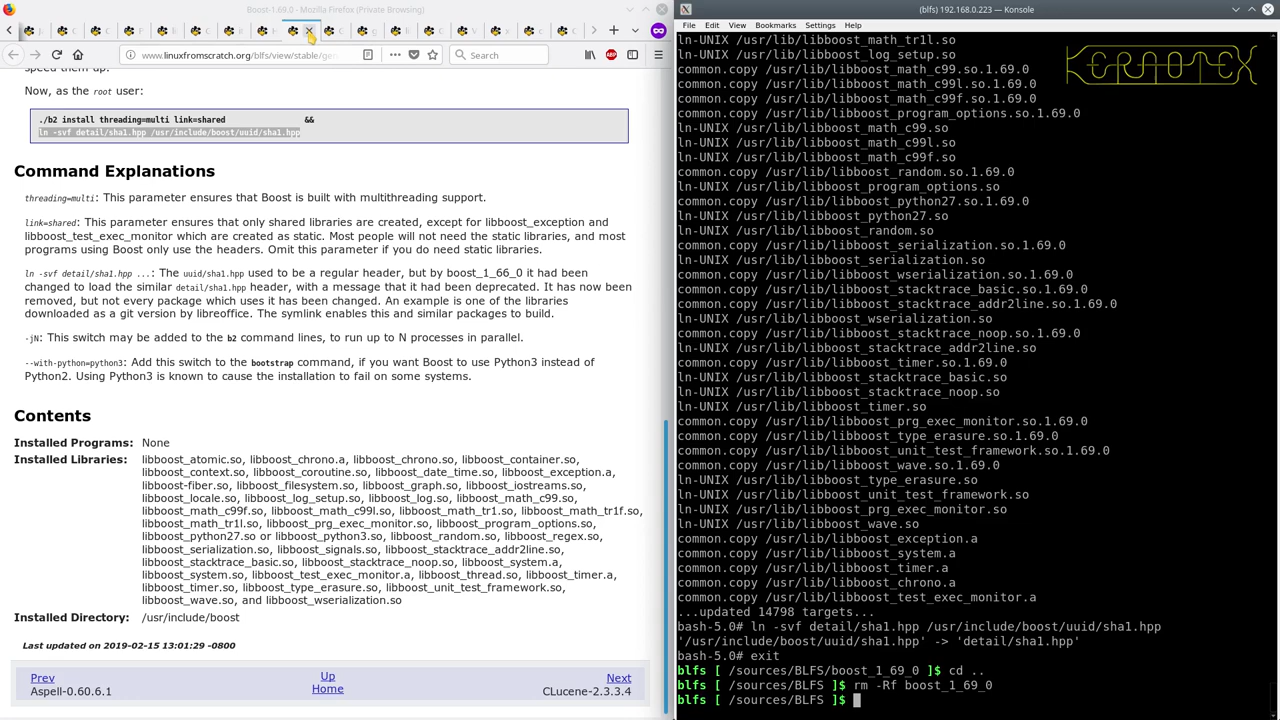 Boost-1.69.0 - Mozilla Firefox (Private Browsing)
www.linuxfromscratch.org/blfs/view/stable/gen
Search
speed them up.
Now, as the root user:
./b2 install threading=multi link=shared &&
ln -svf detail/sha1.hpp /usr/include/boost/uuid/sha1.hpp
Command Explanations
threading=multi: This parameter ensures that Boost is built with multithreading support.
link=shared: This parameter ensures that only shared libraries are created, except for libboost_exception and
libboost_test_exec_monitor which are created as static. Most people will not need the static libraries, and most
programs using Boost only use the headers. Omit this parameter if you do need static libraries.
ln -svf detail/sha1.hpp ...: The uuid/sha1.hpp used to be a regular header, but by boost_1_66_0 it had been
changed to load the similar detail/sha1.hpp header, with a message that it had been deprecated. It has now been
removed, but not every package which uses it has been changed. An example is one of the libraries
downloaded as a git version by libreoffice. The symlink enables this and similar packages to build.
-jN: This switch may be added to the b2 command lines, to run up to N processes in parallel.
--with-python=python3: Add this switch to the bootstrap command, if you want Boost to use Python3 instead of
Python2. Using Python3 is known to cause the installation to fail on some systems.
Contents
Installed Programs: None
Installed Libraries: libboost_atomic.so, libboost_chrono.a, libboost_chrono.so, libboost_container.so,
libboost_context.so, libboost_coroutine.so, libboost_date_time.so, libboost_exception.a,
libboost-fiber.so, libboost_filesystem.so, libboost_graph.so, libboost_iostreams.so,
libboost_locale.so, libboost_log_setup.so, libboost_log.so, libboost_math_c99.so,
libboost_math_c99f.so, libboost_math_c99l.so, libboost_math_tr1.so, libboost_math_tr1f.so,
libboost_math_tr1l.so, libboost_prg_exec_monitor.so, libboost_program_options.so,
libboost_python27.so or libboost_python3.so, libboost_random.so, libboost_regex.so,
libboost_serialization.so, libboost_signals.so, libboost_stacktrace_addr2line.so,
libboost_stacktrace_basic.so, libboost_stacktrace_noop.so, libboost_system.a,
libboost_system.so, libboost_test_exec_monitor.a, libboost_thread.so, libboost_timer.a,
libboost_timer.so, libboost_type_erasure.so, libboost_unit_test_framework.so,
libboost_wave.so, and libboost_wserialization.so
Installed Directory: /usr/include/boost
Last updated on 2019-02-15 13:01:29 -0800
Prev Up Next
Aspell-0.60.6.1 Home CLucene-2.3.3.4
(blfs) 192.168.0.223 — Konsole
File Edit View Bookmarks Settings Help
KERNOTEX
ln-UNIX /usr/lib/libboost_math_tr1l.so
ln-UNIX /usr/lib/libboost_log_setup.so
common.copy /usr/lib/libboost_math_c99.so.1.69.0
common.copy /usr/lib/libboost_math_c99l.so.1.69.0
common.copy /usr/lib/libboost_math_c99f.so.1.69.0
common.copy /usr/lib/libboost_program_options.so.1.69.0
ln-UNIX /usr/lib/libboost_math_c99.so
ln-UNIX /usr/lib/libboost_math_c99l.so
ln-UNIX /usr/lib/libboost_math_c99f.so
common.copy /usr/lib/libboost_random.so.1.69.0
ln-UNIX /usr/lib/libboost_program_options.so
common.copy /usr/lib/libboost_python27.so.1.69.0
ln-UNIX /usr/lib/libboost_python27.so
ln-UNIX /usr/lib/libboost_random.so
common.copy /usr/lib/libboost_serialization.so.1.69.0
ln-UNIX /usr/lib/libboost_serialization.so
common.copy /usr/lib/libboost_wserialization.so.1.69.0
common.copy /usr/lib/libboost_stacktrace_basic.so.1.69.0
common.copy /usr/lib/libboost_stacktrace_addr2line.so.1.69.0
ln-UNIX /usr/lib/libboost_wserialization.so
common.copy /usr/lib/libboost_stacktrace_noop.so.1.69.0
ln-UNIX /usr/lib/libboost_stacktrace_addr2line.so
common.copy /usr/lib/libboost_timer.so.1.69.0
ln-UNIX /usr/lib/libboost_stacktrace_basic.so
ln-UNIX /usr/lib/libboost_stacktrace_noop.so
ln-UNIX /usr/lib/libboost_timer.so
common.copy /usr/lib/libboost_prg_exec_monitor.so.1.69.0
common.copy /usr/lib/libboost_type_erasure.so.1.69.0
common.copy /usr/lib/libboost_unit_test_framework.so.1.69.0
common.copy /usr/lib/libboost_wave.so.1.69.0
ln-UNIX /usr/lib/libboost_type_erasure.so
ln-UNIX /usr/lib/libboost_unit_test_framework.so
ln-UNIX /usr/lib/libboost_prg_exec_monitor.so
ln-UNIX /usr/lib/libboost_wave.so
common.copy /usr/lib/libboost_exception.a
common.copy /usr/lib/libboost_system.a
common.copy /usr/lib/libboost_timer.a
common.copy /usr/lib/libboost_chrono.a
common.copy /usr/lib/libboost_test_exec_monitor.a
...updated 14798 targets...
bash-5.0# ln -svf detail/sha1.hpp /usr/include/boost/uuid/sha1.hpp
'/usr/include/boost/uuid/sha1.hpp' -> 'detail/sha1.hpp'
bash-5.0# exit
blfs [ /sources/BLFS/boost_1_69_0 ]$ cd ..
blfs [ /sources/BLFS ]$ rm -Rf boost_1_69_0
blfs [ /sources/BLFS ]$